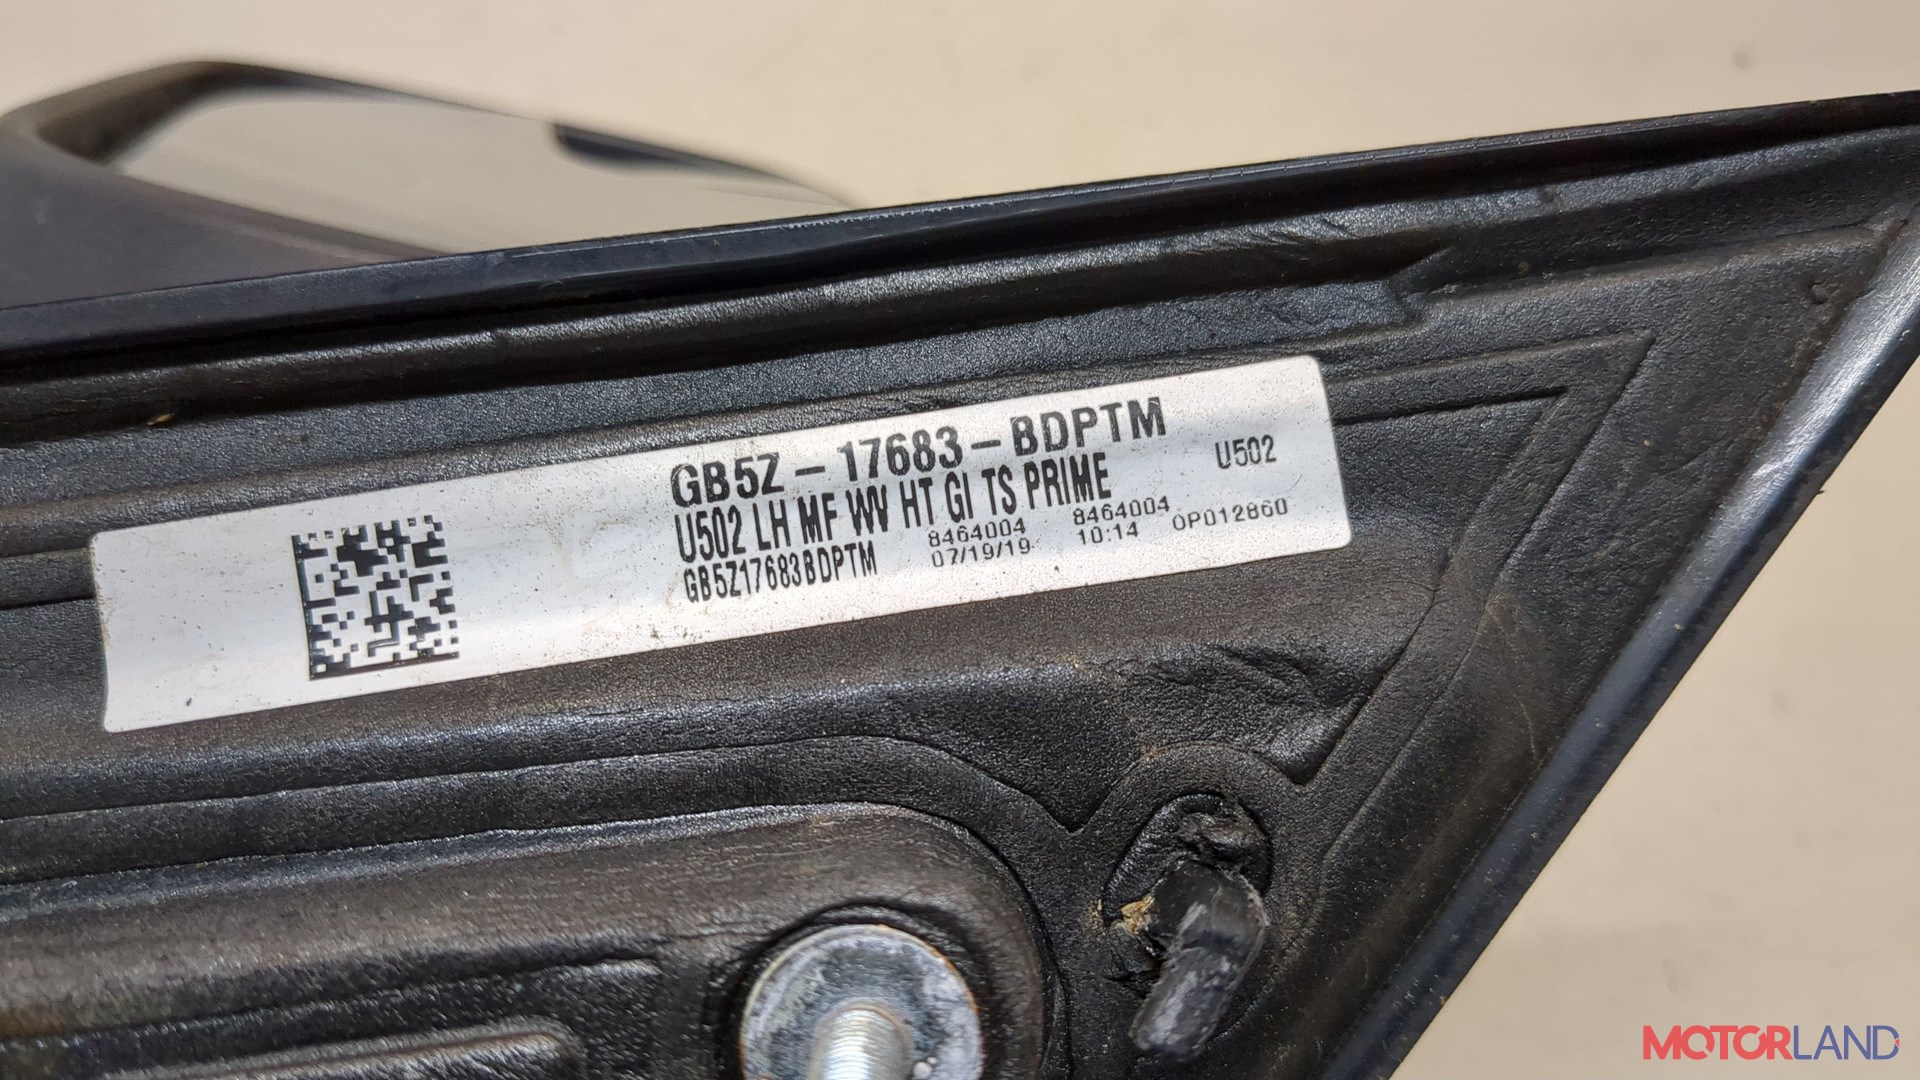 GB5Z-17683-BDPTM
U502 LH MF WV HT GI TS PRIME U502
GB5Z17683BDPTM 8464004 8464004 OP012860
07/19/19 10:14
MOTORLAND